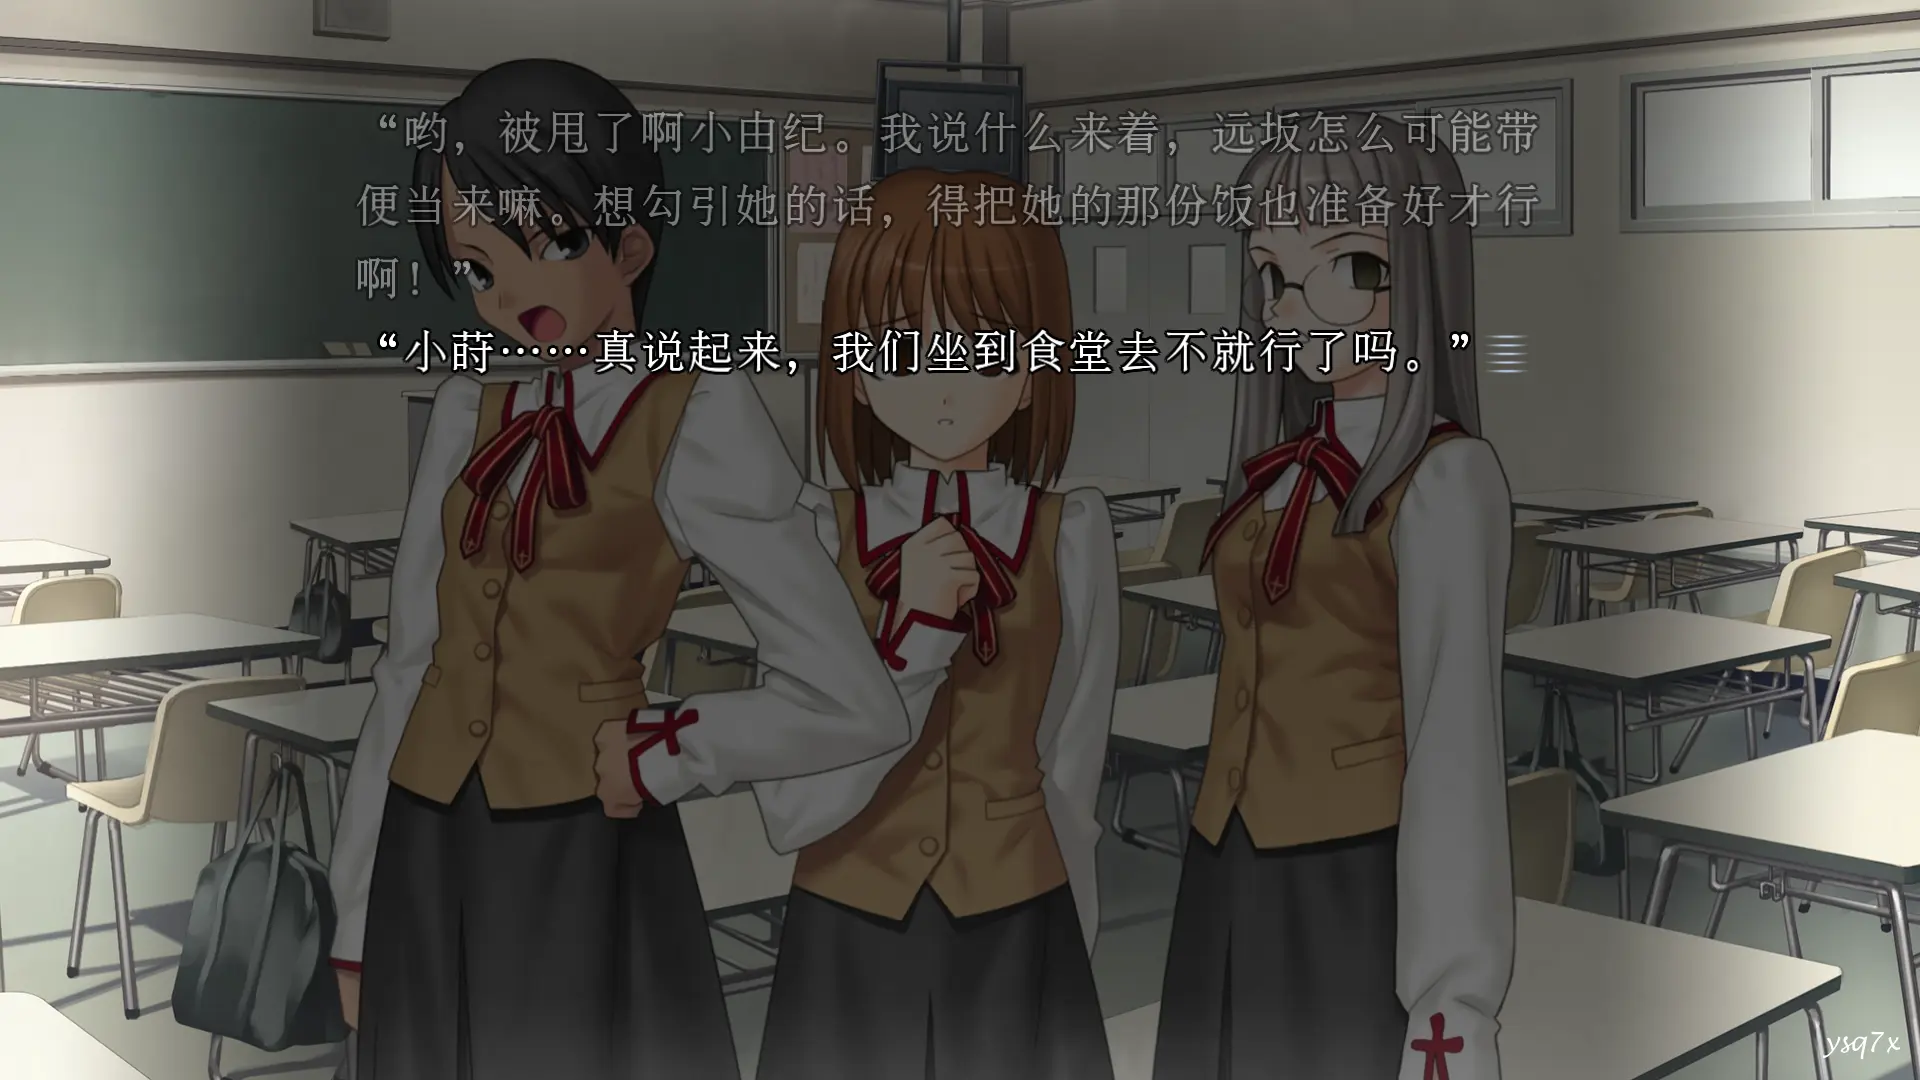 “哟，被甩了啊小由纪。我说什么来着，远坂怎么可能带
便当来嘛。想勾引她的话，得把她的那份饭也准备好才行
啊！”
“小莳……真说起来，我们坐到食堂去不就行了吗。”
ysq7x